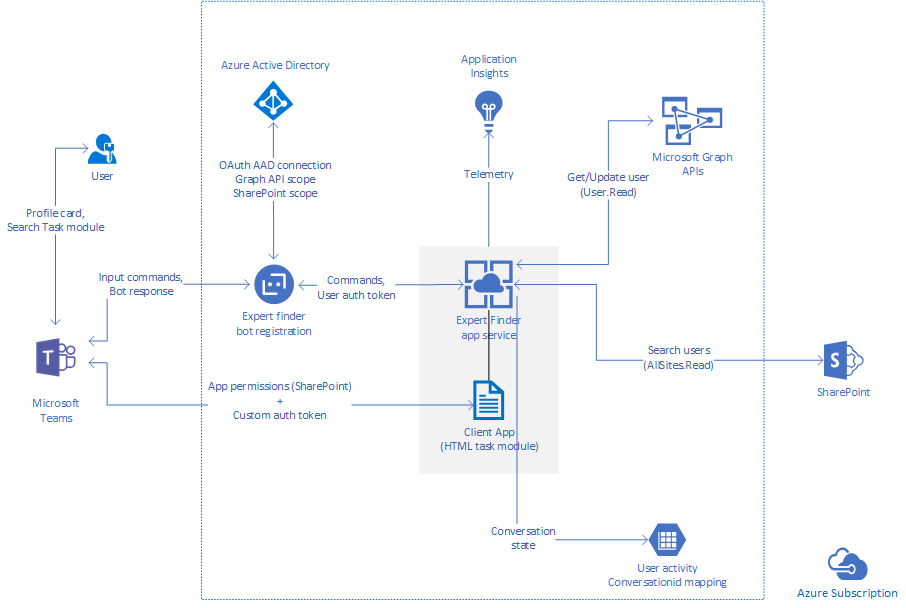 Azure Active Directory
Application
Insights
Microsoft Graph
APIs
User
OAuth AAD connection
Graph API scope
SharePoint scope
Telemetry
Get/Update user
(User.Read)
Profile card,
Search Task module
Input commands,
Bot response
Commands,
User auth token
Expert finder
bot registration
Expert Finder
app service
T
Microsoft
Teams
Search users
(AllSites.Read)
S
SharePoint
App permissions (SharePoint)
+
Custom auth token
Client App
(HTML task module)
Conversation
state
User activity
Conversationid mapping
Azure Subscription